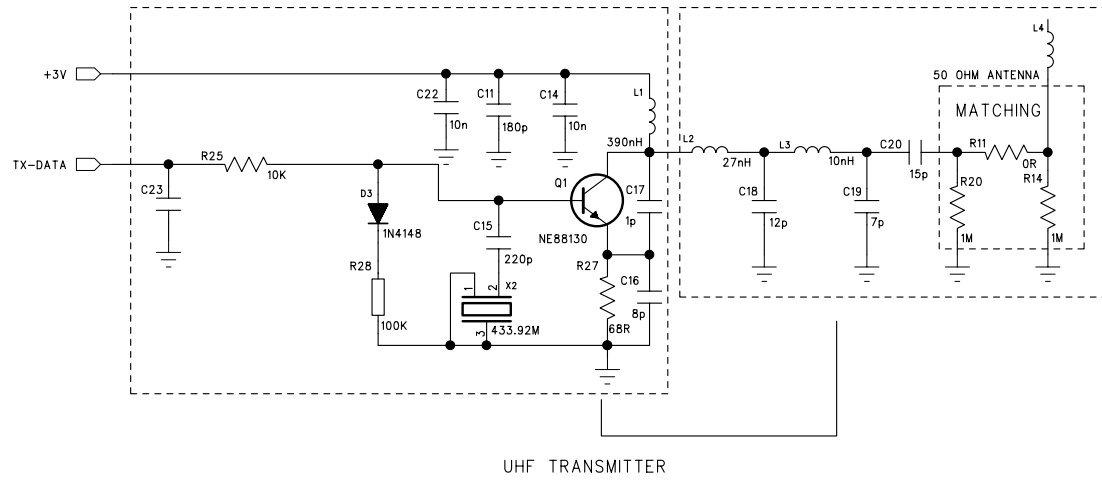 L4
+3V
50 OHM ANTENNA
C22
C11
C14
L1
MATCHING
10n
180p
10n
390nH
L2
L3
C20
R11
TX-DATA
R25
27nH
10nH
0R
10K
Q1
15p
R20
R14
C23
D3
C17
C18
C19
1N4148
C15
1p
12p
7p
NE88130
1M
1M
220p
R28
R27
C16
1
2
X2
8p
100K
3
433.92M
68R
UHF TRANSMITTER